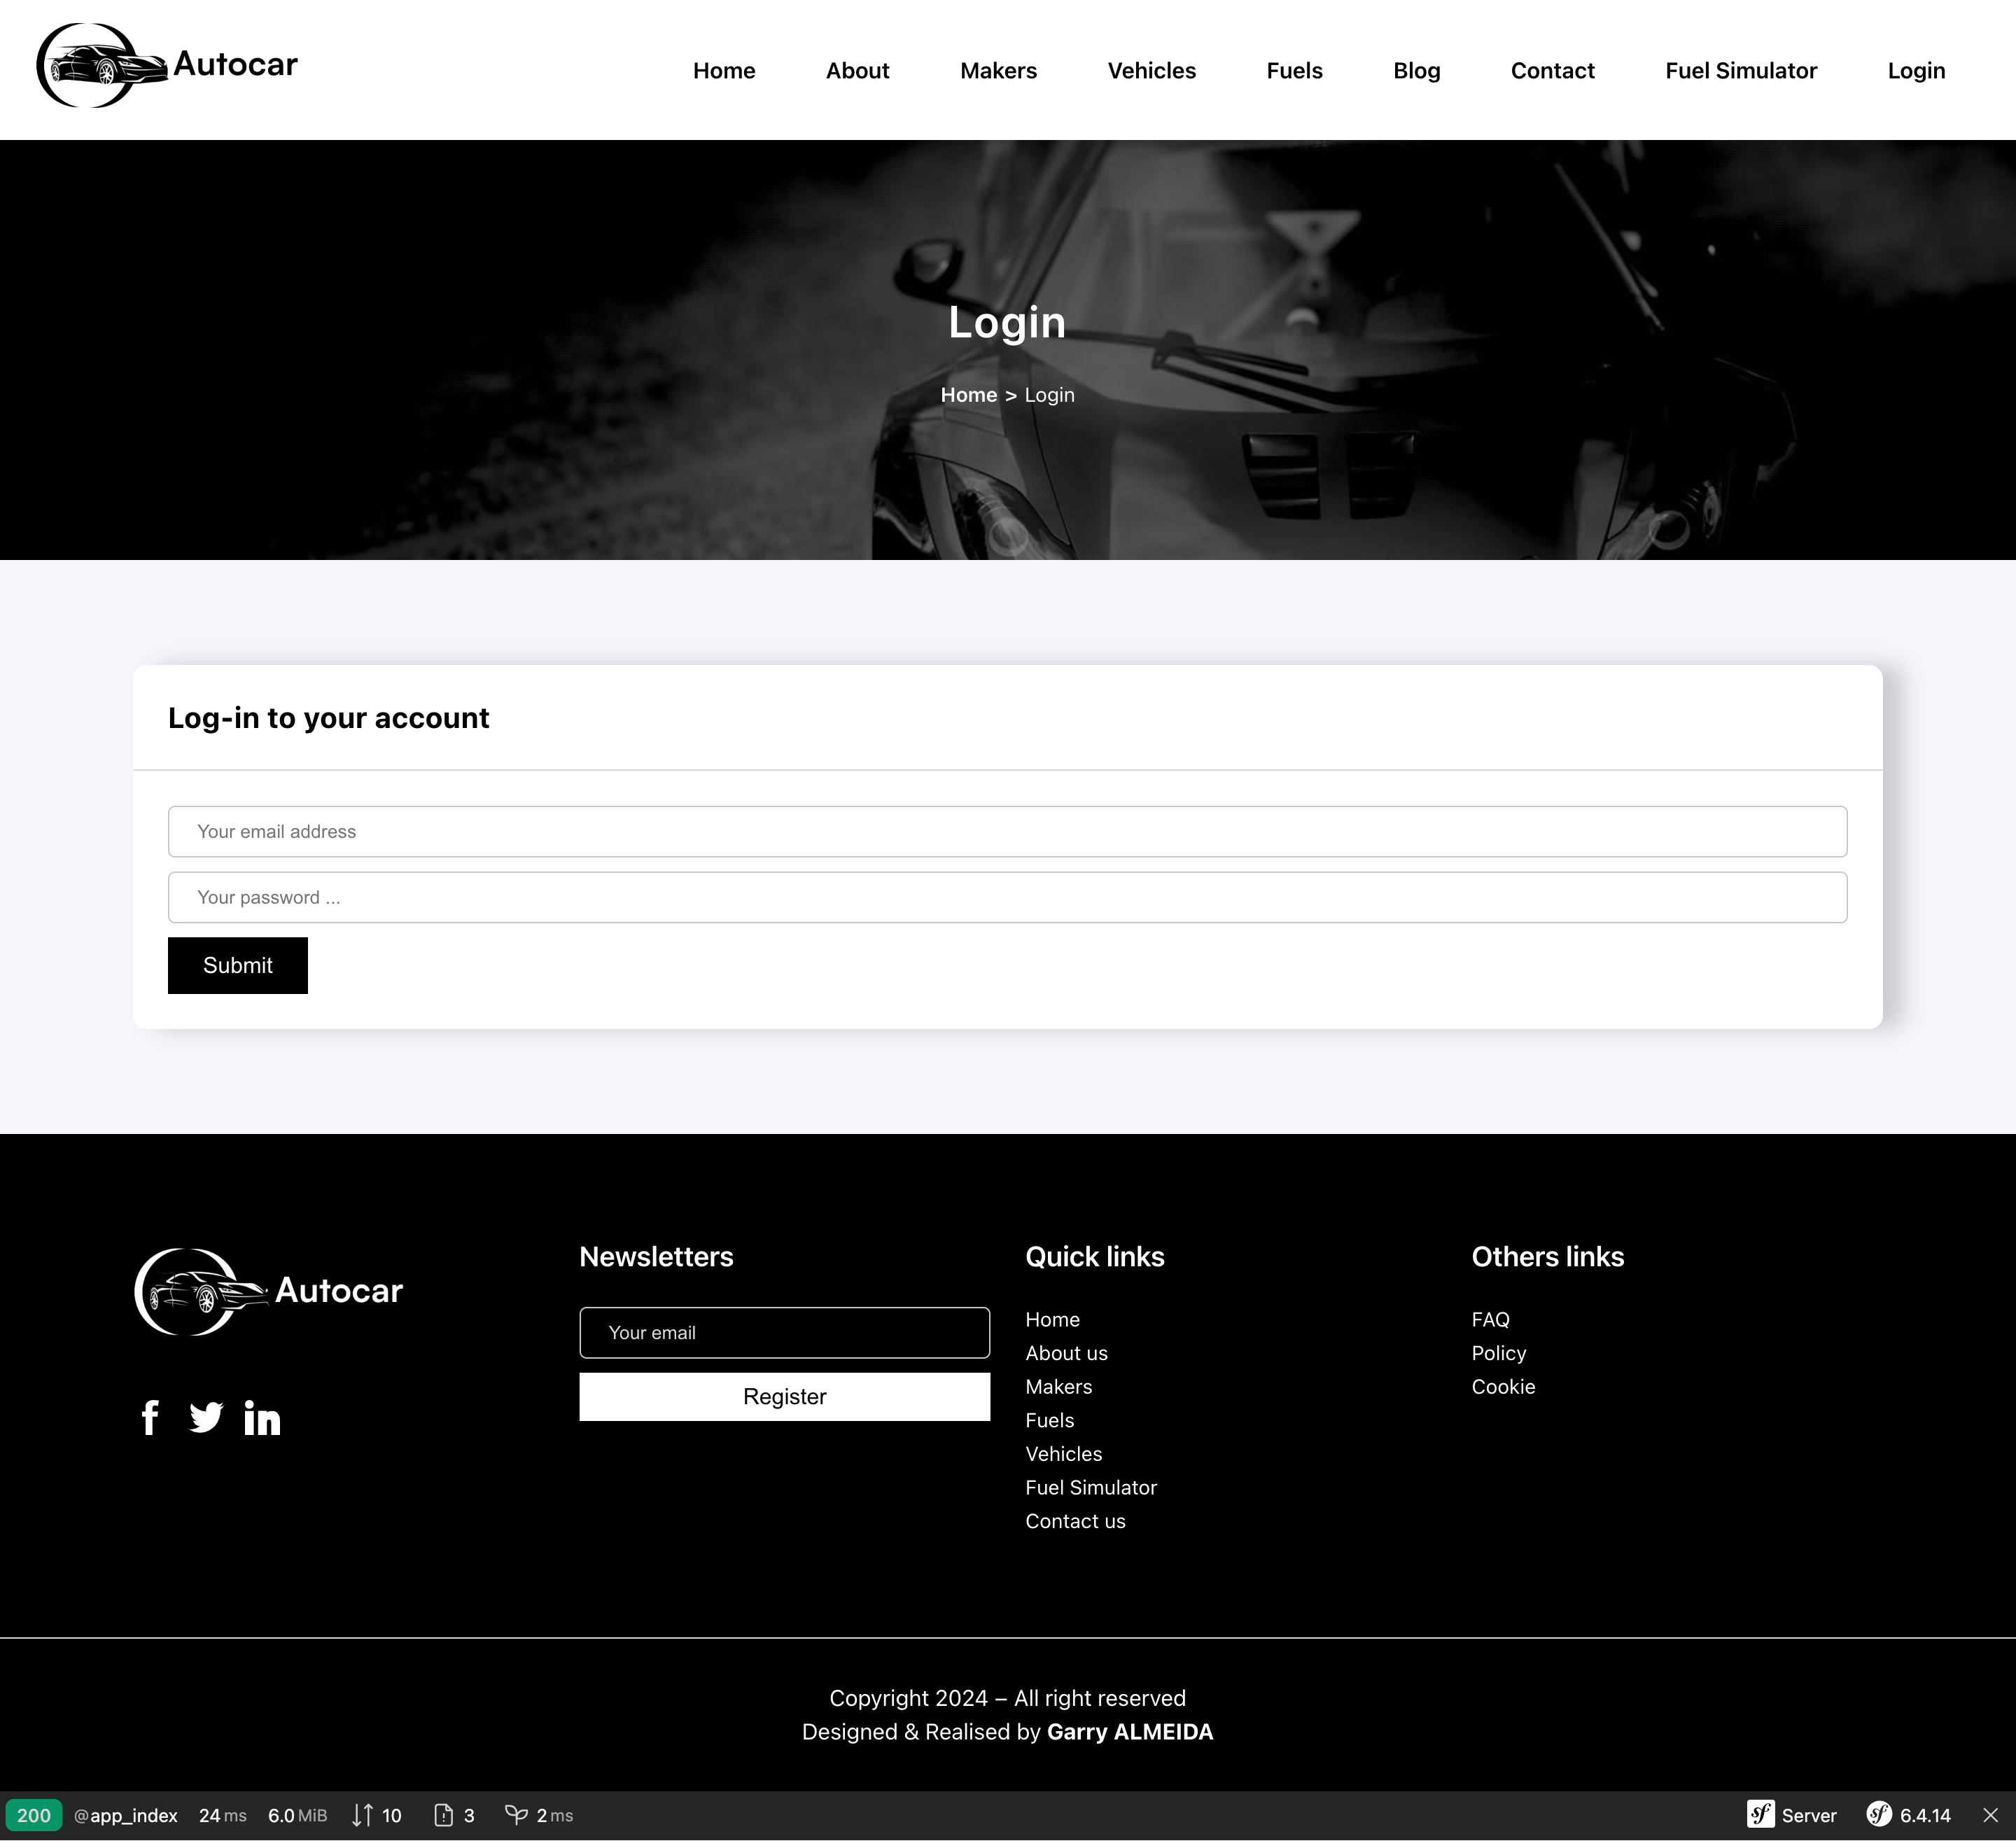 Autocar
Home About Makers Vehicles Fuels Blog Contact Fuel Simulator Login
Login
Home > Login
Log-in to your account
Your email address
Your password ...
Submit
Autocar
Newsletters
Your email
Register
Quick links
Home
About us
Makers
Fuels
Vehicles
Fuel Simulator
Contact us
Others links
FAQ
Policy
Cookie
Copyright 2024 – All right reserved
Designed & Realised by Garry ALMEIDA
200 @app_index 24 ms 6.0 MiB 10 3 2 ms sf Server sf 6.4.14